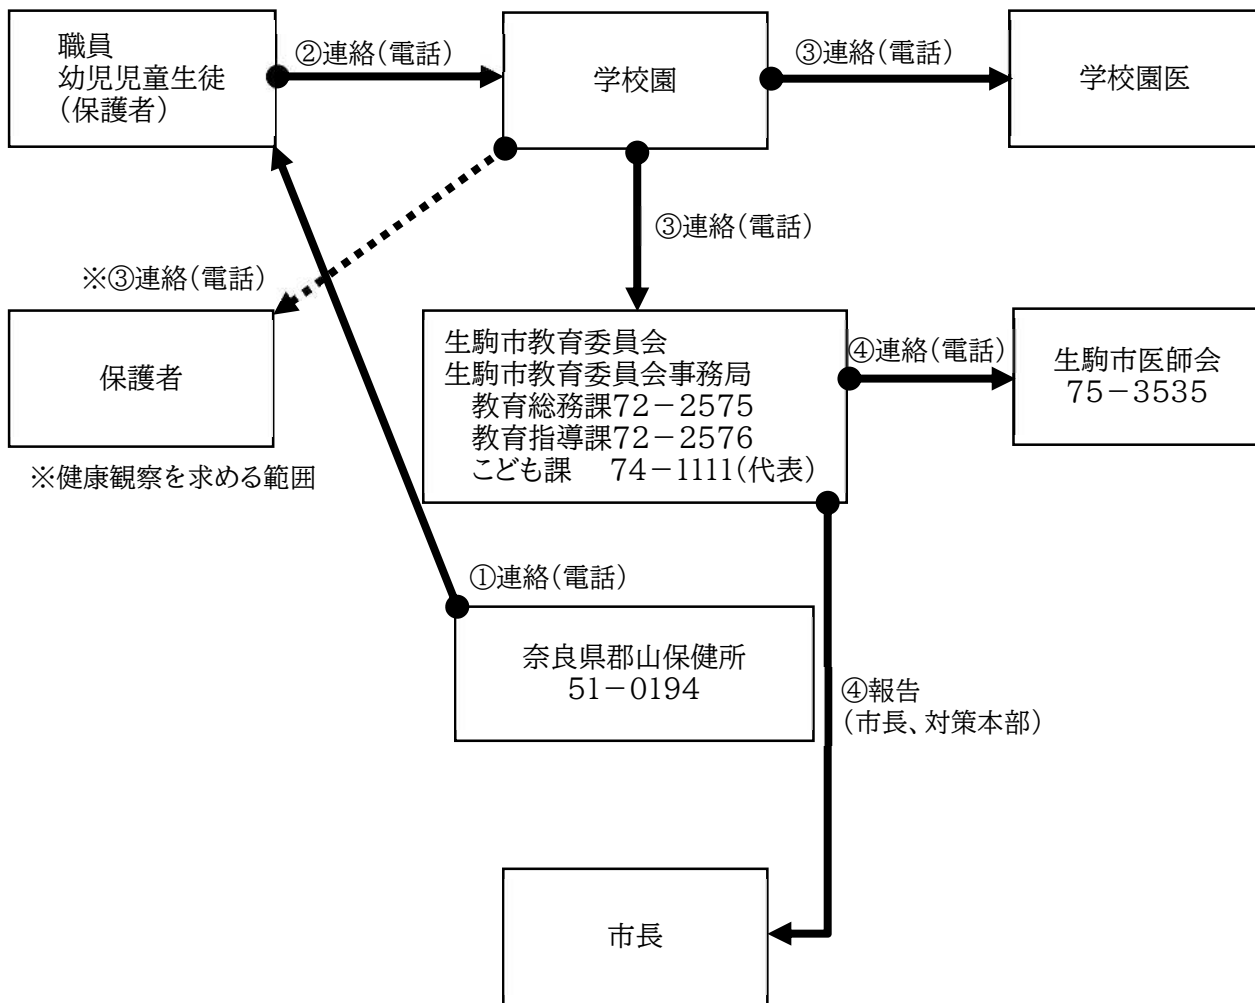 職員
幼児児童生徒
(保護者)
②連絡(電話)
学校園
③連絡(電話)
学校園医
③連絡(電話)
※③連絡(電話)
保護者
※健康観察を求める範囲
生駒市教育委員会
生駒市教育委員会事務局
教育総務課72-2575
教育指導課72-2576
こども課 74-1111(代表)
④連絡(電話)
生駒市医師会
75-3535
①連絡(電話)
奈良県郡山保健所
51-0194
④報告
(市長、対策本部)
市長